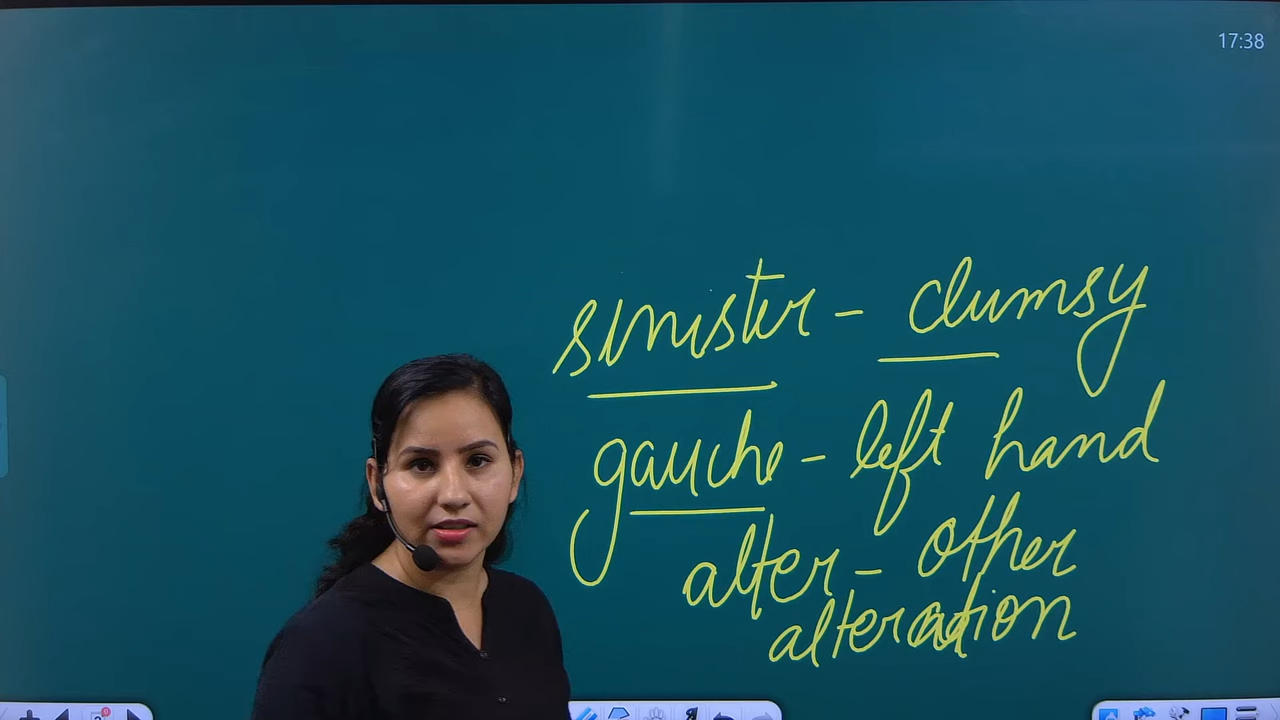 17:38
sinister - clumsy
gauche - left hand
alter - other
alteration